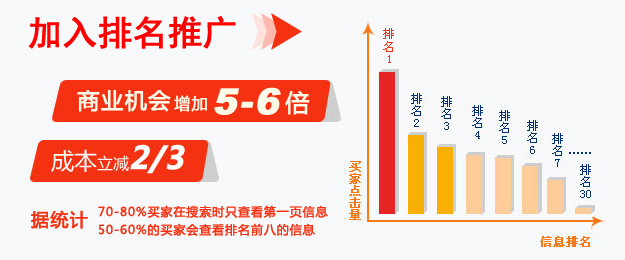 加入排名推广
商业机会增加5-6倍
成本立减2/3
据统计
70-80%买家在搜索时只查看第一页信息
50-60%的买家会查看排名前八的信息
买家点击量
排名1
排名2
排名3
排名4
排名5
排名6
排名7
......
排名30
信息排名